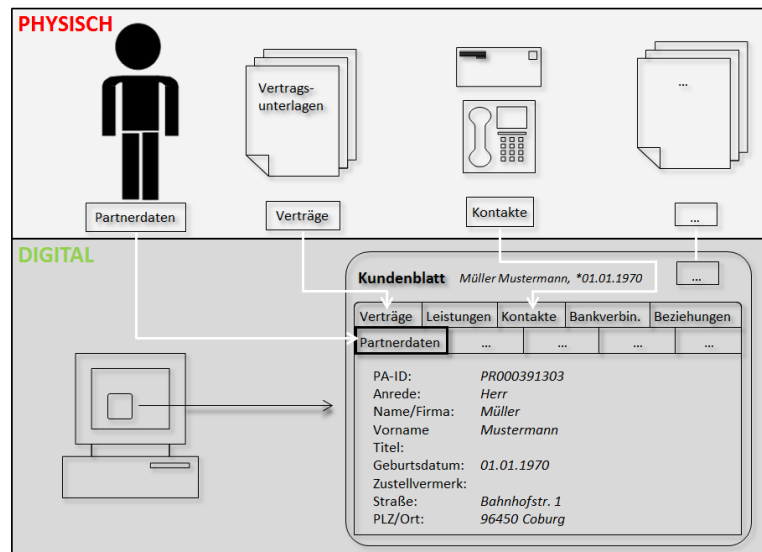 PHYSISCH
Vertrags-
unterlagen
...
Partnerdaten
Verträge
Kontakte
...
DIGITAL
Kundenblatt Müller Mustermann, *01.01.1970
...
Verträge Leistungen Kontakte Bankverbin. Beziehungen
Partnerdaten ... ... ... ...
PA-ID: PR000391303
Anrede: Herr
Name/Firma: Müller
Vorname Mustermann
Titel:
Geburtsdatum: 01.01.1970
Zustellvermerk:
Straße: Bahnhofstr. 1
PLZ/Ort: 96450 Coburg